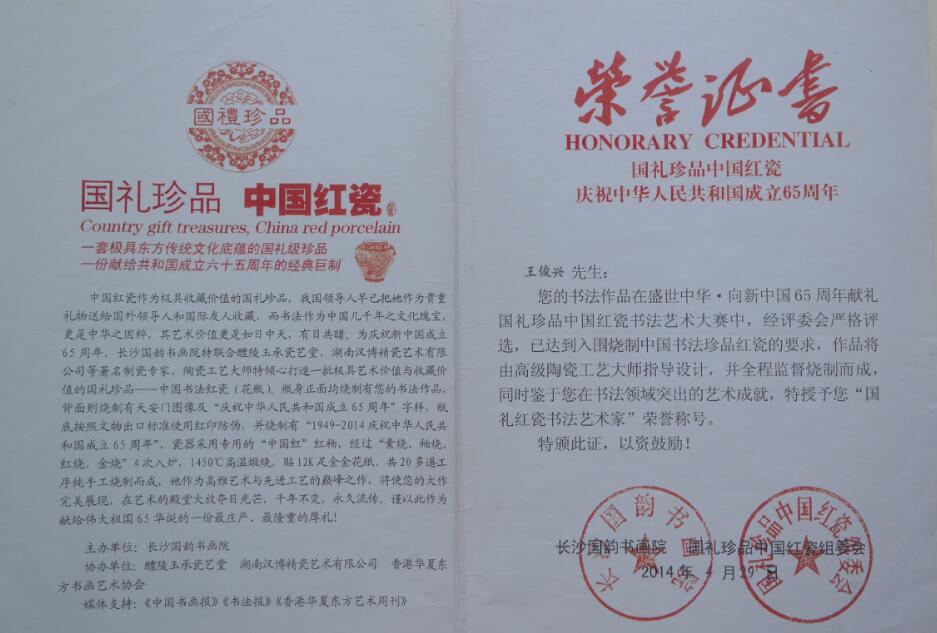 國禮珍品
国礼珍品 中国红瓷
Country gift treasures, China red porcelain
一套极具东方传统文化底蕴的国礼级珍品
一份献给共和国成立六十五周年的经典巨制
中国红瓷作为极具收藏价值的国礼珍品，我国领导人早已把她作为贵重
礼物送给国外领导人和国际友人收藏，而书法作为中国几千年之文化瑰宝，
更是中华之国粹，其艺术价值更是如日中天，有目共睹。为庆祝新中国成立
65周年，长沙国韵书画院特联合醴陵玉承瓷艺堂、湖南汉博精瓷艺术有限
公司等著名制瓷专家、陶瓷工艺大师特倾心打造一批极具艺术价值与收藏价
值的国礼珍品——中国书法红瓷（花瓶）。瓶身正面均烧制有您的书法作品，
背面则烧制有天安门图像及“庆祝中华人民共和国成立65周年”字样，瓶
底按照文物出口标准使用红印防伪，并烧制有“1949-2014庆祝中华人民共
和国成立65周年”，瓷器采用专用的“中国红”红釉，经过“素烧、釉烧、
红烧、金烧”4次入炉，1450℃高温煅烧，贴12K足金金花纸，共20多道工
序纯手工烧制而成，她作为高雅艺术与先进工艺的巅峰之作，将使您的大作
完美展现，在艺术的殿堂大放夺目光芒，千年不变，永久流传。谨以此作为
献给伟大祖国65华诞的一份最庄严、最隆重的厚礼！
主办单位：长沙国韵书画院
协办单位：醴陵玉承瓷艺堂 湖南汉博精瓷艺术有限公司 香港华夏东
方书画艺术协会
媒体支持：《中国书画报》《书法报》《香港华夏东方艺术周刊》
荣誉证书
HONORARY CREDENTIAL
国礼珍品中国红瓷
庆祝中华人民共和国成立65周年
王俊兴 先生：
您的书法作品在盛世中华·向新中国65周年献礼
国礼珍品中国红瓷书法艺术大赛中，经评委会严格评
选，已达到入围烧制中国书法珍品红瓷的要求，作品将
由高级陶瓷工艺大师指导设计，并全程监督烧制而成，
同时鉴于您在书法领域突出的艺术成就，特授予您“国
礼红瓷书法艺术家”荣誉称号。
特颁此证，以资鼓励！
长沙国韵书画院 国礼珍品中国红瓷组委会
2014年 4 月 29 日
长沙国韵书画院
国礼珍品中国红瓷组委会